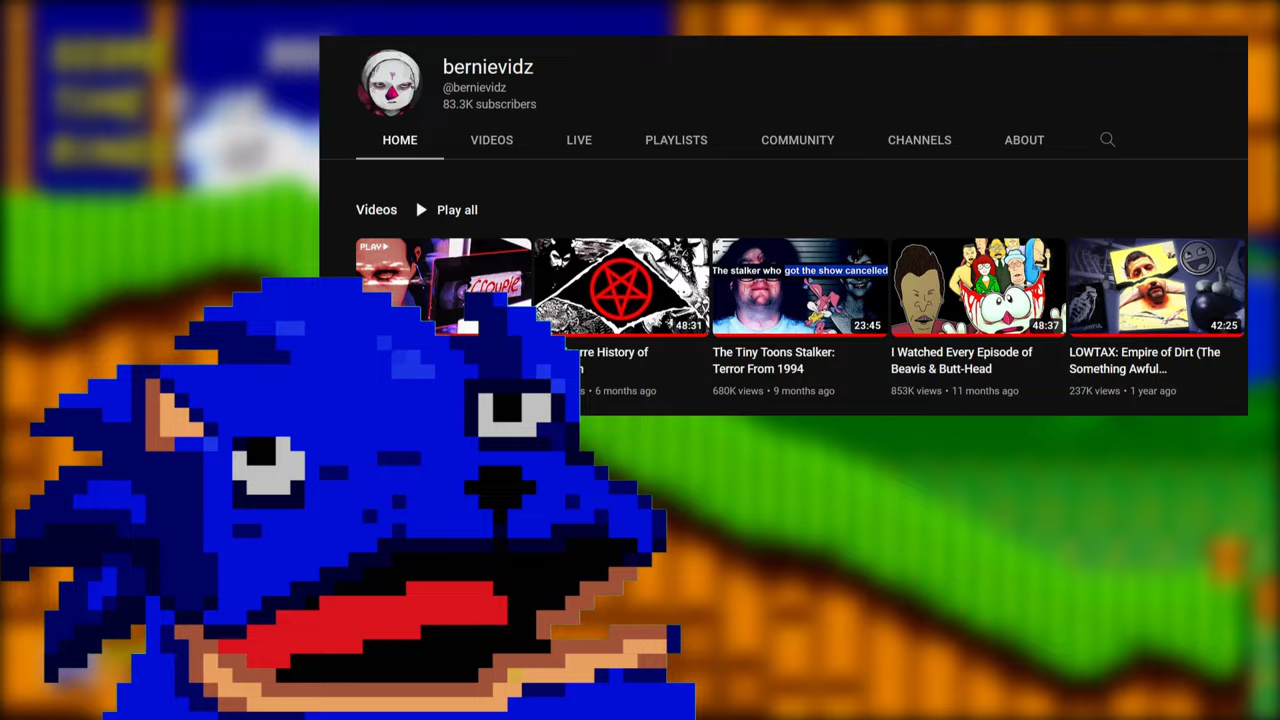 bernievidz
@bernievidz
83.3K subscribers
HOME VIDEOS LIVE PLAYLISTS COMMUNITY CHANNELS ABOUT
Videos Play all
PLAY
The stalker who got the show cancelled
48:31 23:45 48:37 42:25
rre History of
The Tiny Toons Stalker:
Terror From 1994
I Watched Every Episode of
Beavis & Butt-Head
LOWTAX: Empire of Dirt (The
Something Awful...
6 months ago
680K views • 9 months ago
853K views • 11 months ago
237K views • 1 year ago